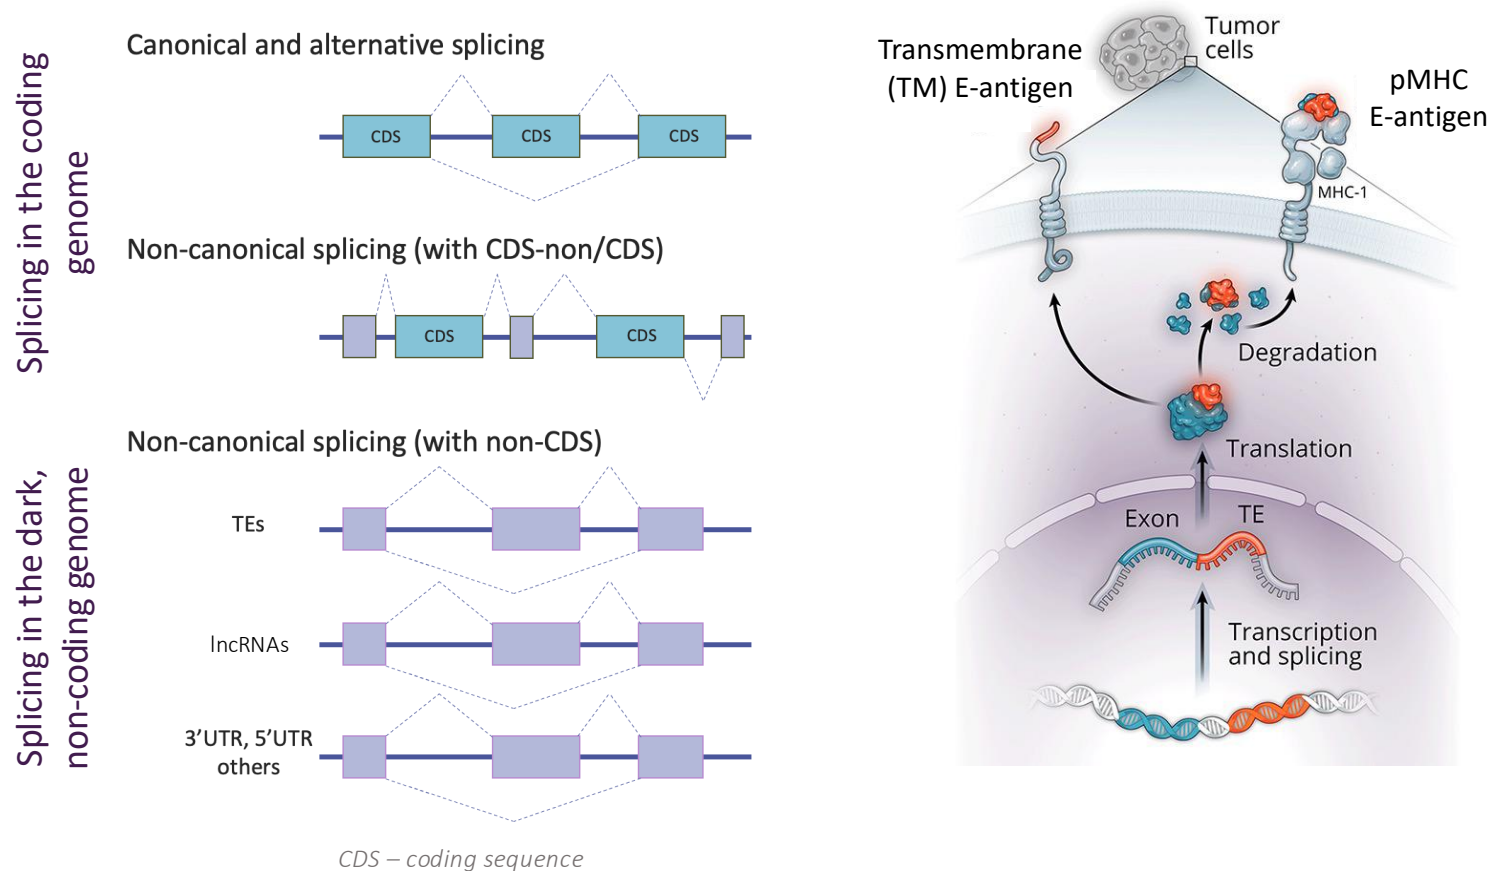 Splicing in the coding
genome
Canonical and alternative splicing
CDS
CDS
CDS
Non-canonical splicing (with CDS-non/CDS)
CDS
CDS
Splicing in the dark,
non-coding genome
Non-canonical splicing (with non-CDS)
TEs
lncRNAs
3’UTR, 5’UTR
others
CDS – coding sequence
Transmembrane
(TM) E-antigen
Tumor
cells
pMHC
E-antigen
MHC-1
Degradation
Translation
Exon
TE
Transcription
and splicing